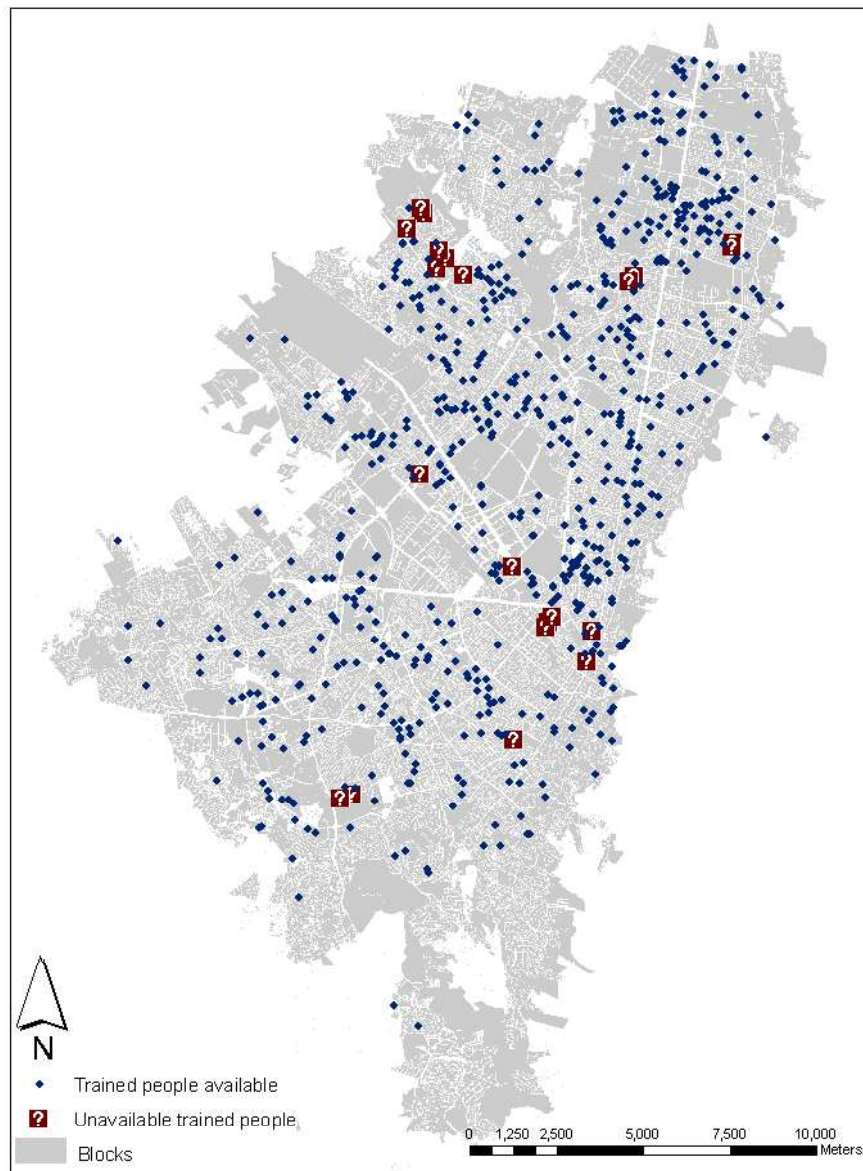 N
Trained people available
Unavailable trained people
Blocks
0 1,250 2,500 5,000 7,500 10,000
Meters